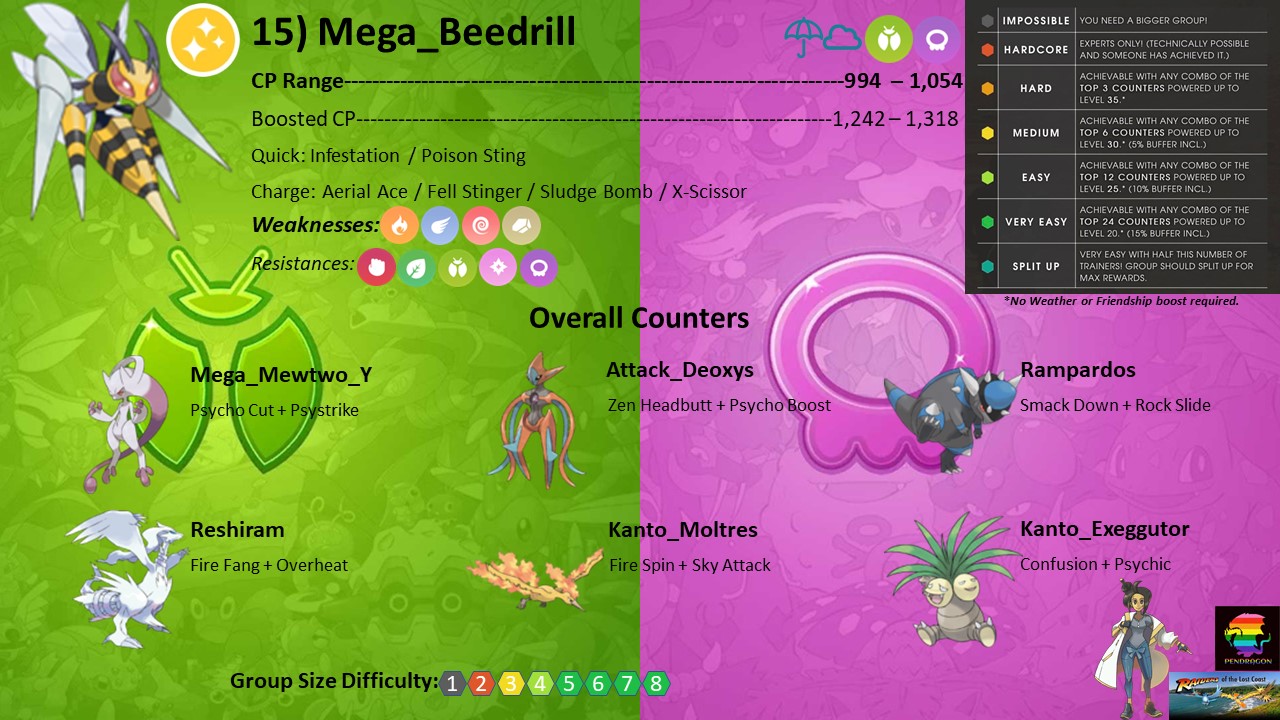 15) Mega_Beedrill
CP Range-----------------------------------------------------------------------994 – 1,054
Boosted CP--------------------------------------------------------------------1,242 – 1,318
Quick: Infestation / Poison Sting
Charge: Aerial Ace / Fell Stinger / Sludge Bomb / X-Scissor
Weaknesses:
Resistances:
IMPOSSIBLE YOU NEED A BIGGER GROUP!
HARDCORE EXPERTS ONLY! (TECHNICALLY POSSIBLE
AND SOMEONE HAS ACHIEVED IT.)
HARD ACHIEVABLE WITH ANY COMBO OF THE
TOP 3 COUNTERS POWERED UP TO
LEVEL 35.*
MEDIUM ACHIEVABLE WITH ANY COMBO OF THE
TOP 6 COUNTERS POWERED UP TO
LEVEL 30.* (5% BUFFER INCL.)
EASY ACHIEVABLE WITH ANY COMBO OF THE
TOP 12 COUNTERS POWERED UP TO
LEVEL 25.* (10% BUFFER INCL.)
VERY EASY ACHIEVABLE WITH ANY COMBO OF THE
TOP 24 COUNTERS POWERED UP TO
LEVEL 20.* (15% BUFFER INCL.)
SPLIT UP VERY EASY WITH HALF THIS NUMBER OF
TRAINERS! GROUP SHOULD SPLIT UP FOR
MAX REWARDS.
*No Weather or Friendship boost required.
Overall Counters
Mega_Mewtwo_Y
Psycho Cut + Psystrike
Attack_Deoxys
Zen Headbutt + Psycho Boost
Rampardos
Smack Down + Rock Slide
Reshiram
Fire Fang + Overheat
Kanto_Moltres
Fire Spin + Sky Attack
Kanto_Exeggutor
Confusion + Psychic
Group Size Difficulty: 1 2 3 4 5 6 7 8
PENDRAGON
RAIDERS of the Lost Coast